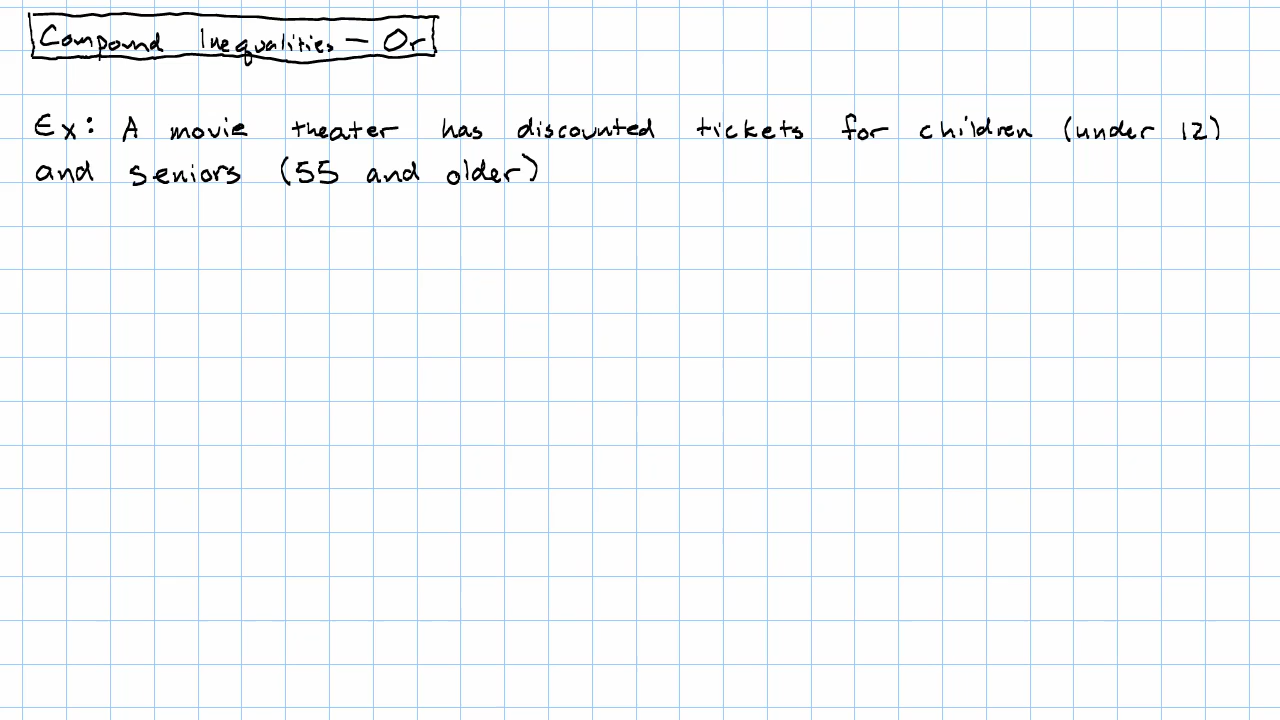 Compound Inequalities - Or
Ex: A movie theater has discounted tickets for children (under 12)
and seniors (55 and older)